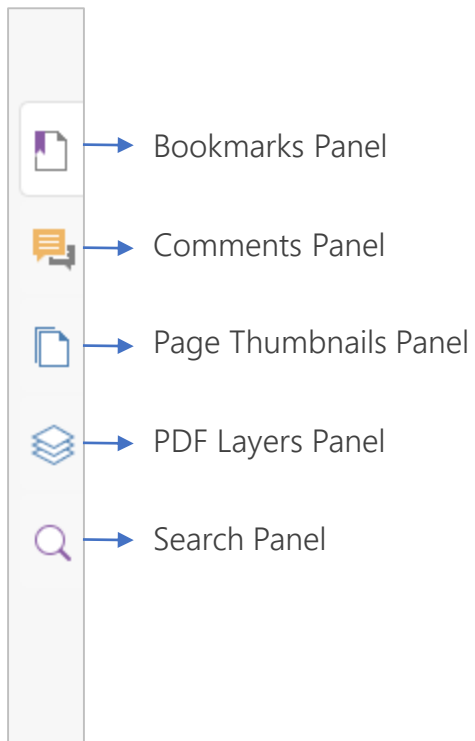 Bookmarks Panel
Comments Panel
Page Thumbnails Panel
PDF Layers Panel
Search Panel